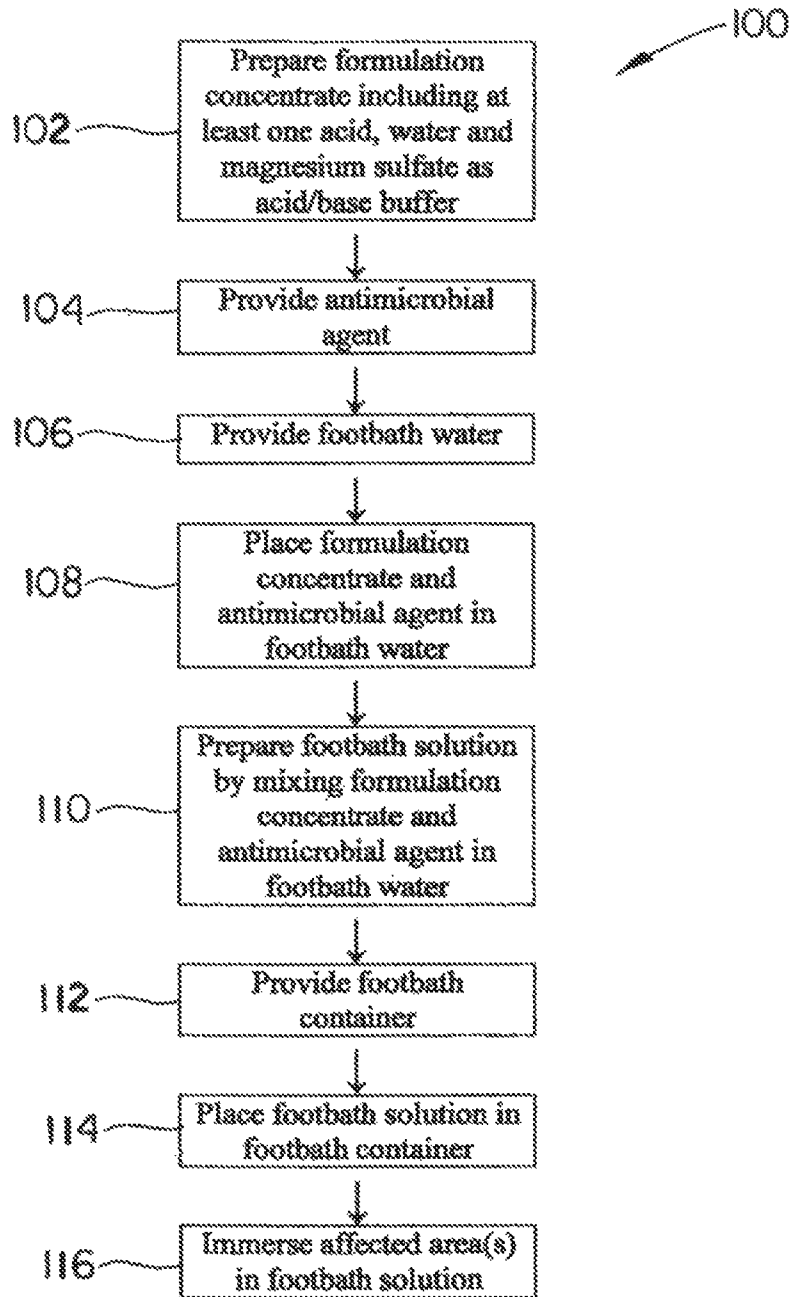 100
102
Prepare formulation
concentrate including at
least one acid, water and
magnesium sulfate as
acid/base buffer
104
Provide antimicrobial
agent
106
Provide footbath water
108
Place formulation
concentrate and
antimicrobial agent in
footbath water
110
Prepare footbath solution
by mixing formulation
concentrate and
antimicrobial agent in
footbath water
112
Provide footbath
container
114
Place footbath solution in
footbath container
116
Immerse affected area(s)
in footbath solution